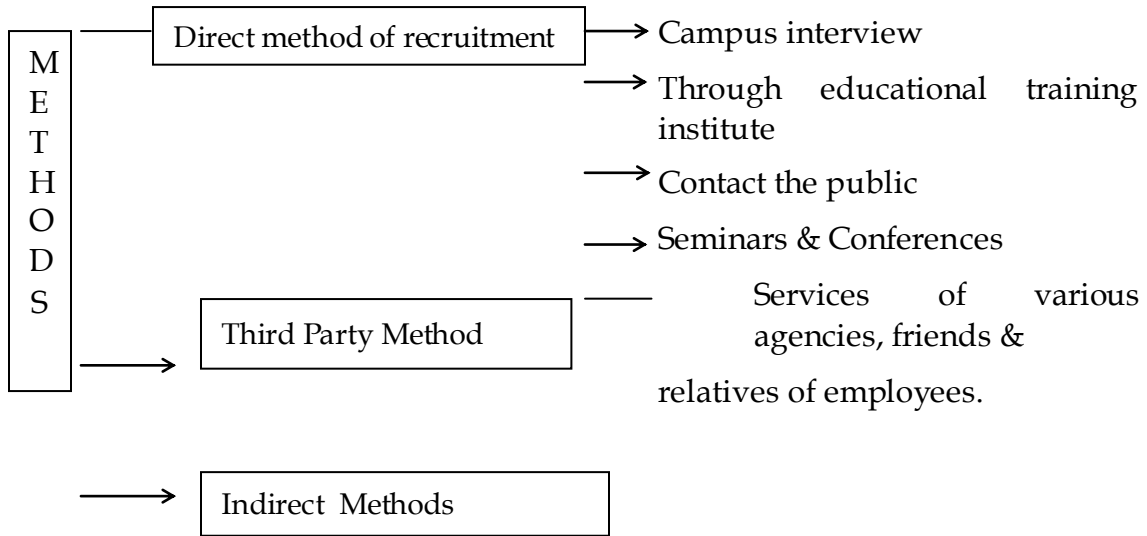 M
E
T
H
O
D
S
Direct method of recruitment
Campus interview
Through educational training
institute
Contact the public
Seminars & Conferences
Third Party Method
Services of various
agencies, friends &
relatives of employees.
Indirect Methods